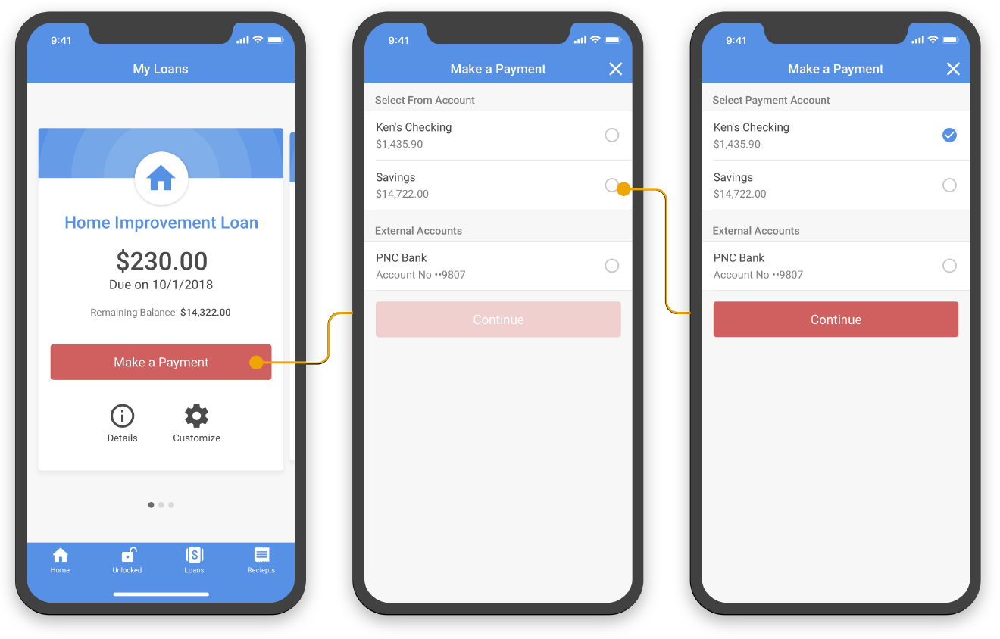 9:41
My Loans
Home Improvement Loan
$230.00
Due on 10/1/2018
Remaining Balance: $14,322.00
Make a Payment
Details
Customize
Home
Unlocked
Loans
Reciepts
9:41
Make a Payment
Select From Account
Ken's Checking
$1,435.90
Savings
$14,722.00
External Accounts
PNC Bank
Account No ••9807
Continue
9:41
Make a Payment
Select Payment Account
Ken's Checking
$1,435.90
Savings
$14,722.00
External Accounts
PNC Bank
Account No ••9807
Continue